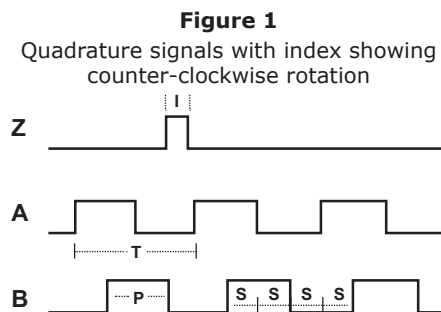 Figure 1
Quadrature signals with index showing
counter-clockwise rotation
I
Z
A
T
B
P
S S S S